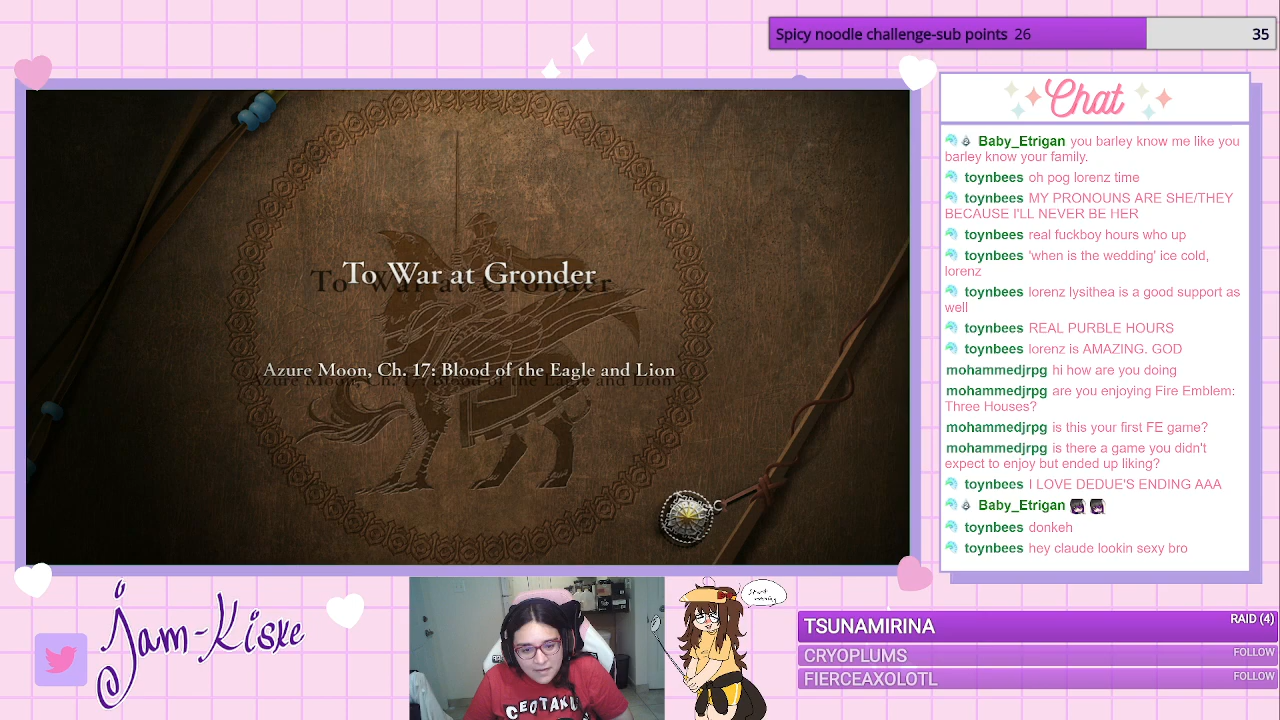 Spicy noodle challenge-sub points 26
35
Chat
Baby_Etrigan you barley know me like you
barley know your family.
toynbees oh pog lorenz time
toynbees MY PRONOUNS ARE SHE/THEY
BECAUSE I'LL NEVER BE HER
toynbees real fuckboy hours who up
toynbees 'when is the wedding' ice cold,
lorenz
toynbees lorenz lysithea is a good support as
well
toynbees REAL PURBLE HOURS
toynbees lorenz is AMAZING. GOD
mohammedjrpg hi how are you doing
mohammedjrpg are you enjoying Fire Emblem:
Three Houses?
mohammedjrpg is this your first FE game?
mohammedjrpg is there a game you didn't
expect to enjoy but ended up liking?
toynbees I LOVE DEDUE'S ENDING AAA
Baby_Etrigan
toynbees donkeh
toynbees hey claude lookin sexy bro
To War at Gronder
Azure Moon, Ch. 17: Blood of the Eagle and Lion
@Jam-Kiske
TSUNAMIRINA
RAID (4)
CRYOPLUMS
FOLLOW
FIERCEAXOLOTL
FOLLOW